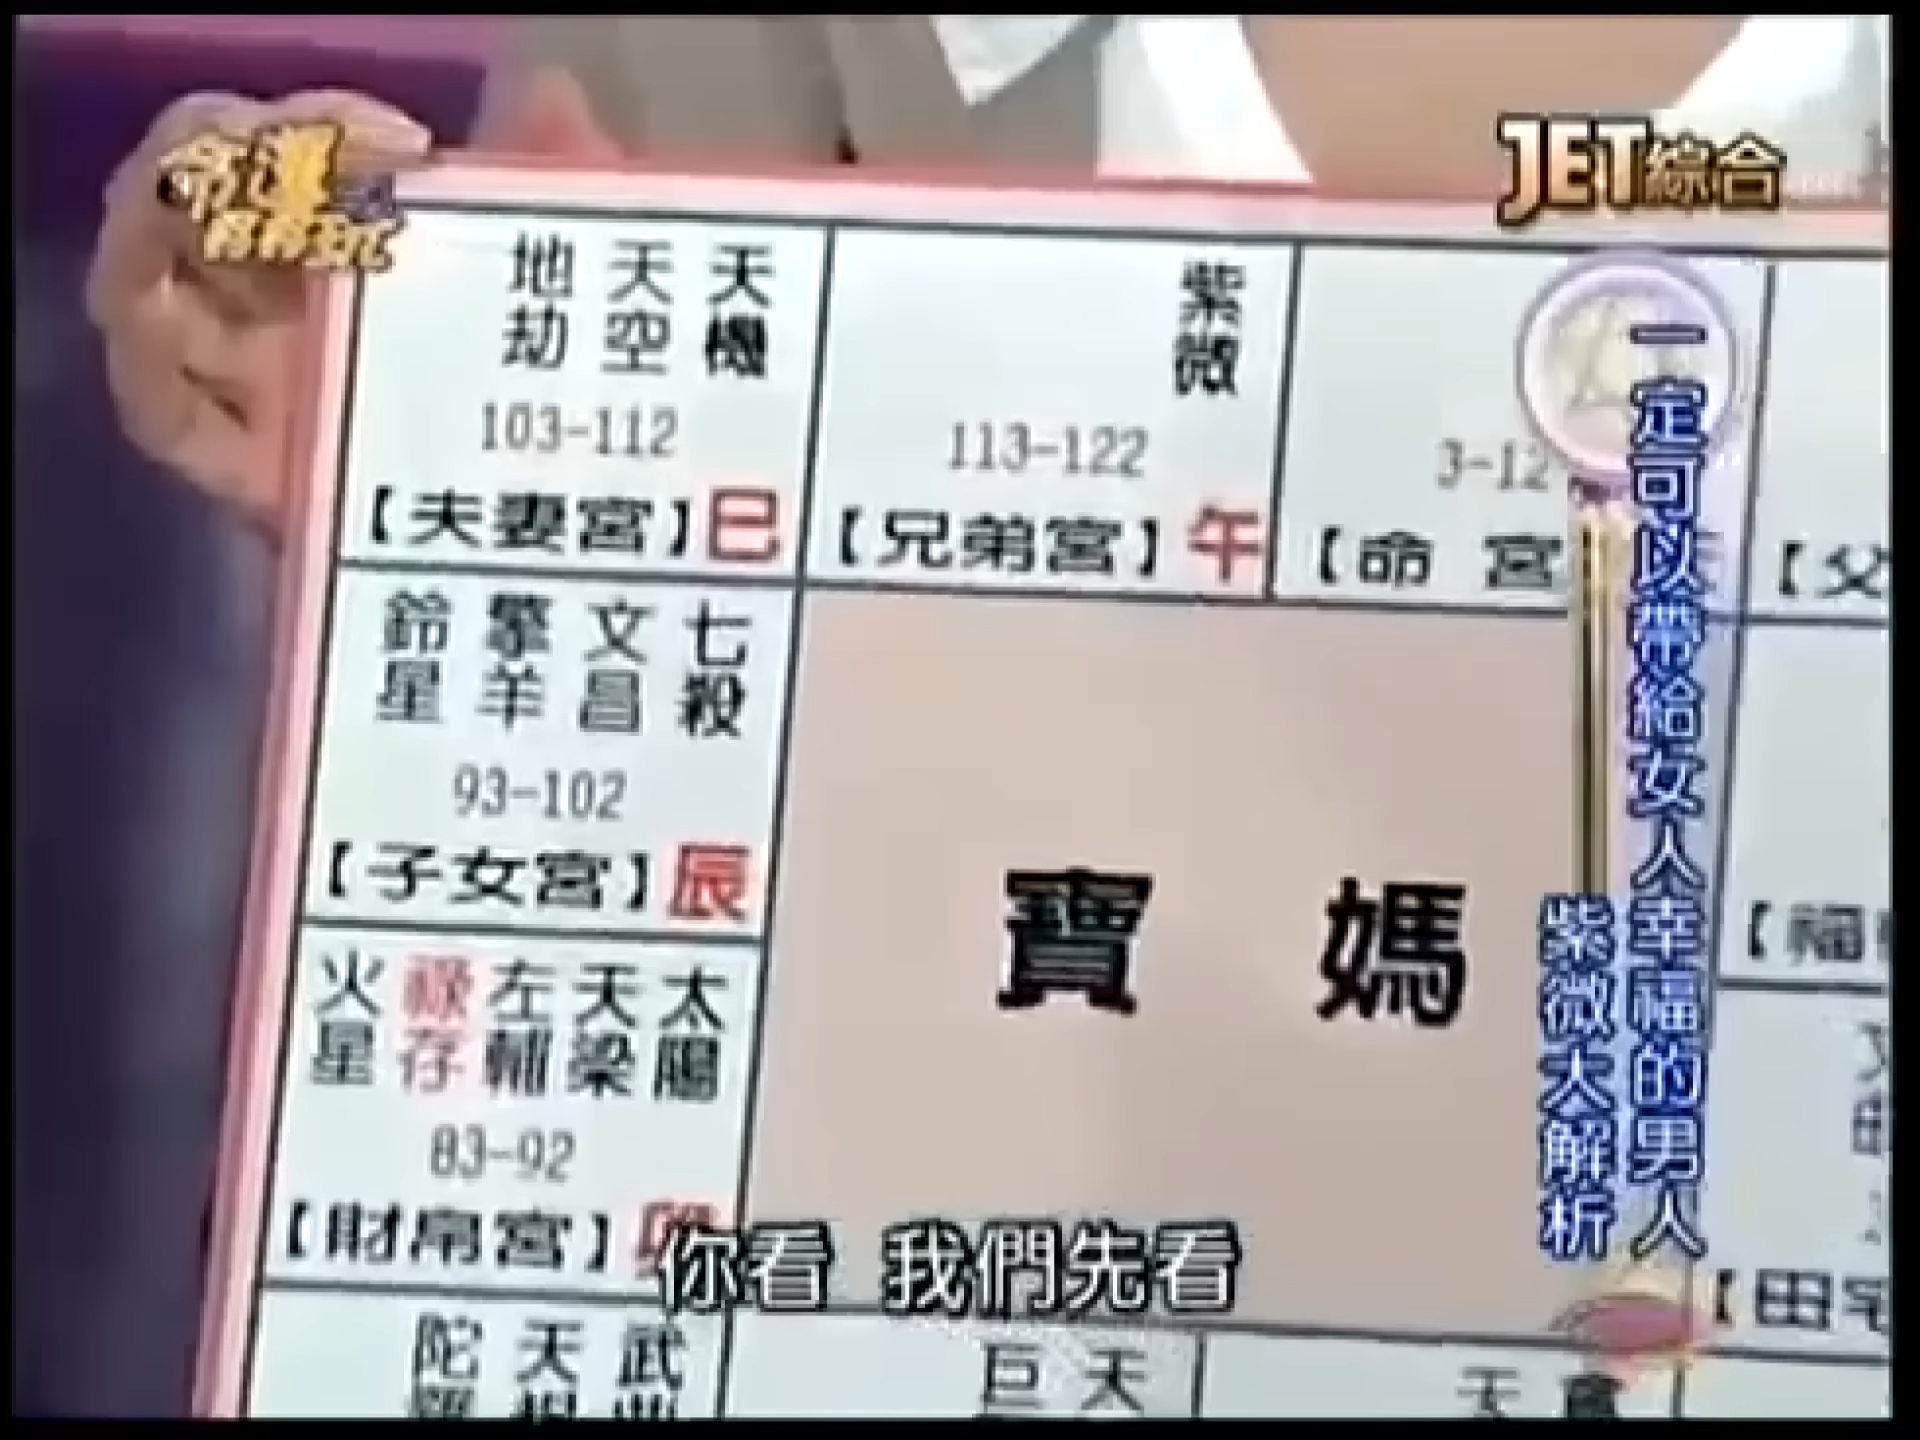 命運好好玩
JET綜合
天機 天空 地劫
103-112
【夫妻宮】巳
紫微
113-122
【兄弟宮】午
3-12
【命 宮
【父
七殺 文昌 擎羊 鈴星
93-102
【子女宮】辰
太陽 天梁 左輔 祿存 火星
83-92
【財帛宮】卯
寶 媽
【福
【田宅
武 天 陀
巨 天
天
一定可以帶給女人幸福的男人
紫微大解析
你看 我們先看